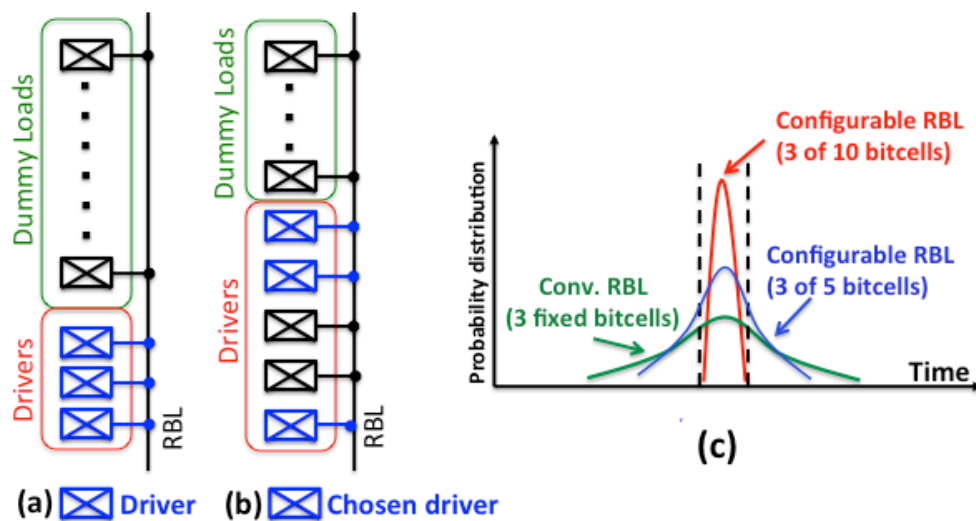 Dummy Loads
Drivers
RBL
(a)
Driver
Dummy Loads
Drivers
RBL
(b)
Chosen driver
Probability distribution
Configurable RBL
(3 of 10 bitcells)
Configurable RBL
(3 of 5 bitcells)
Conv. RBL
(3 fixed bitcells)
Time
(c)